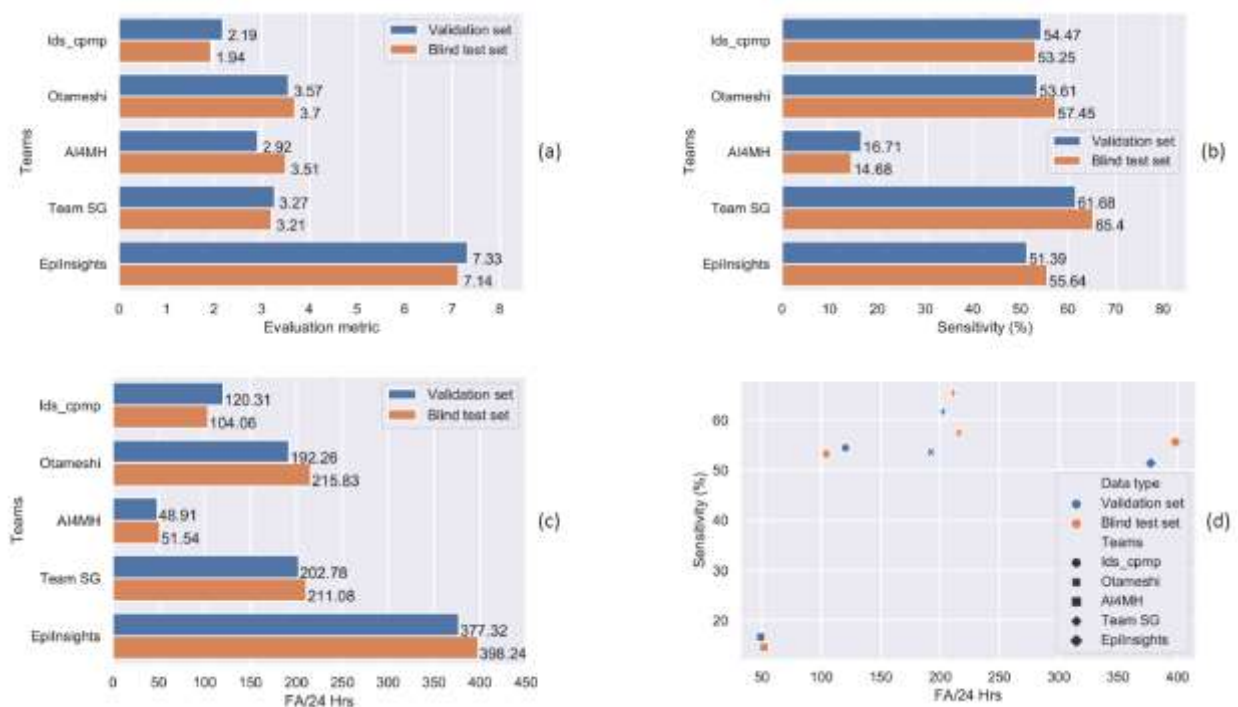 Teams
Ids_cpmp
Otameshi
AI4MH
Team SG
EpiInsights
2.19
1.94
3.57
3.7
2.92
3.51
3.27
3.21
7.33
7.14
Validation set
Blind test set
0 1 2 3 4 5 6 7 8
Evaluation metric
(a)
Teams
Ids_cpmp
Otameshi
AI4MH
Team SG
EpiInsights
54.47
53.25
53.61
57.45
16.71
14.68
61.68
65.4
51.39
55.64
Validation set
Blind test set
0 10 20 30 40 50 60 70 80
Sensitivity (%)
(b)
Teams
Ids_cpmp
Otameshi
AI4MH
Team SG
EpiInsights
120.31
104.06
192.26
215.83
48.91
51.54
202.78
211.08
377.32
398.24
Validation set
Blind test set
0 50 100 150 200 250 300 350 400 450
FA/24 Hrs
(c)
Sensitivity (%)
60
50
40
30
20
50 100 150 200 250 300 350 400
FA/24 Hrs
Data type
Validation set
Blind test set
Teams
Ids_cpmp
Otameshi
AI4MH
Team SG
EpiInsights
(d)